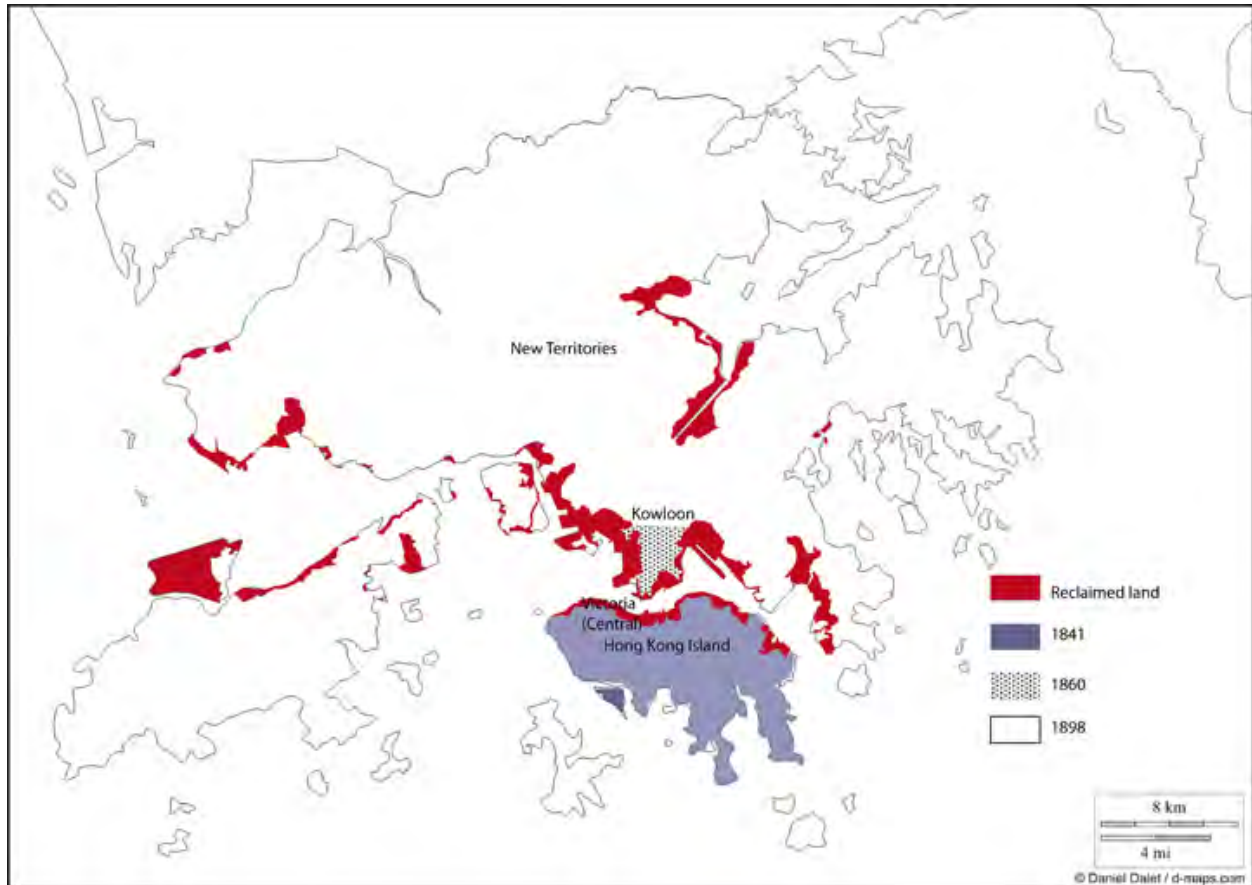 New Territories
Kowloon
Victoria
(Central)
Hong Kong Island
Reclaimed land
1841
1860
1898
8 km
4 mi
© Daniel Dalet / d-maps.com